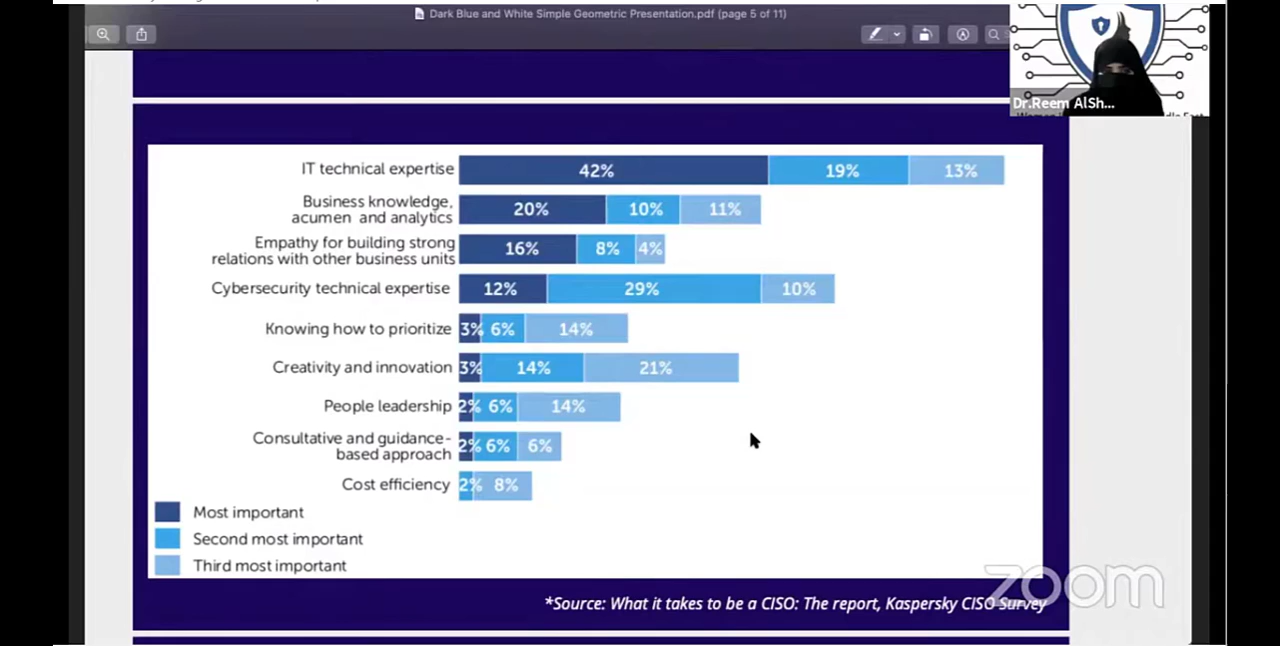 Dark Blue and White Simple Geometric Presentation.pdf (page 5 of 11)
Dr.Reem AlSh...
IT technical expertise 42% 19% 13%
Business knowledge,
acumen and analytics 20% 10% 11%
Empathy for building strong
relations with other business units 16% 8% 4%
Cybersecurity technical expertise 12% 29% 10%
Knowing how to prioritize 3% 6% 14%
Creativity and innovation 3% 14% 21%
People leadership 2% 6% 14%
Consultative and guidance-
based approach 2% 6% 6%
Cost efficiency 2% 8%
Most important
Second most important
Third most important
zoom
*Source: What it takes to be a CISO: The report, Kaspersky CISO Survey